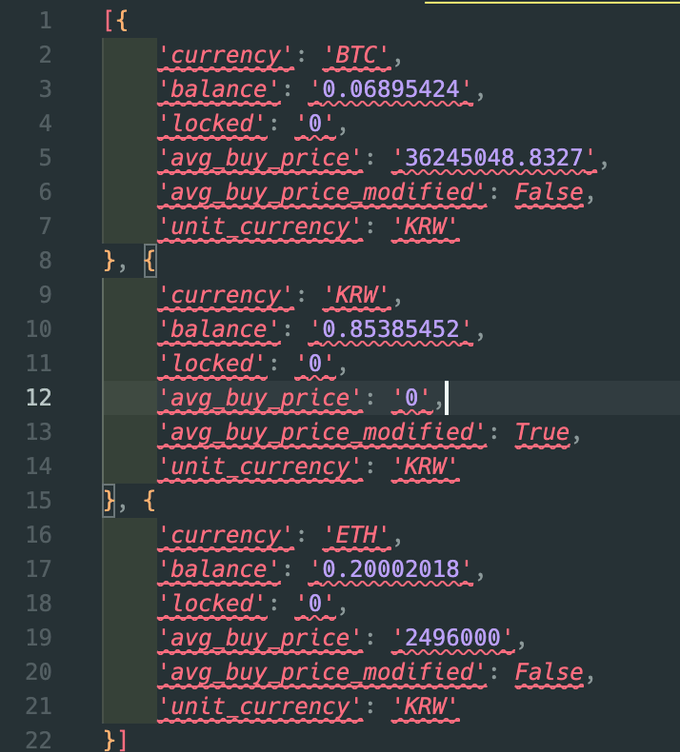 1 [{
2 'currency': 'BTC',
3 'balance': '0.06895424',
4 'locked': '0',
5 'avg_buy_price': '36245048.8327',
6 'avg_buy_price_modified': False,
7 'unit_currency': 'KRW'
8 }, {
9 'currency': 'KRW',
10 'balance': '0.85385452',
11 'locked': '0',
12 'avg_buy_price': '0',
13 'avg_buy_price_modified': True,
14 'unit_currency': 'KRW'
15 }, {
16 'currency': 'ETH',
17 'balance': '0.20002018',
18 'locked': '0',
19 'avg_buy_price': '2496000',
20 'avg_buy_price_modified': False,
21 'unit_currency': 'KRW'
22 }]